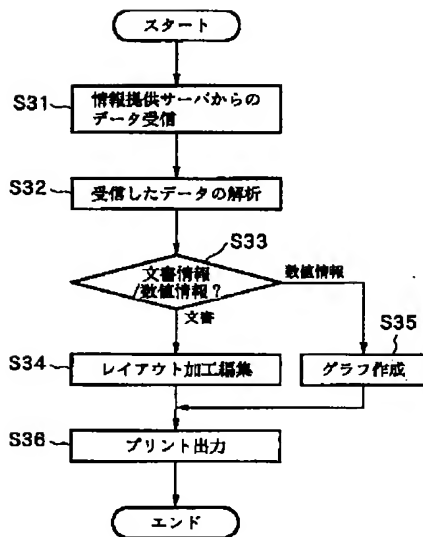 スタート
S31
情報提供サーバからの
データ受信
S32
受信したデータの解析
S33
文書情報
/数値情報?
数値情報
文書
S35
S34
レイアウト加工編集
グラフ作成
S36
プリント出力
エンド